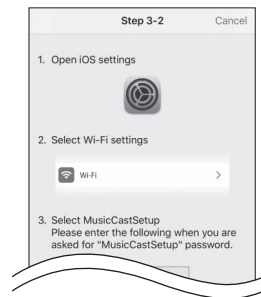 Step 3-2
Cancel
1. Open iOS settings
2. Select Wi-Fi settings
Wi-Fi
3. Select MusicCastSetup
Please enter the following when you are
asked for "MusicCastSetup" password.